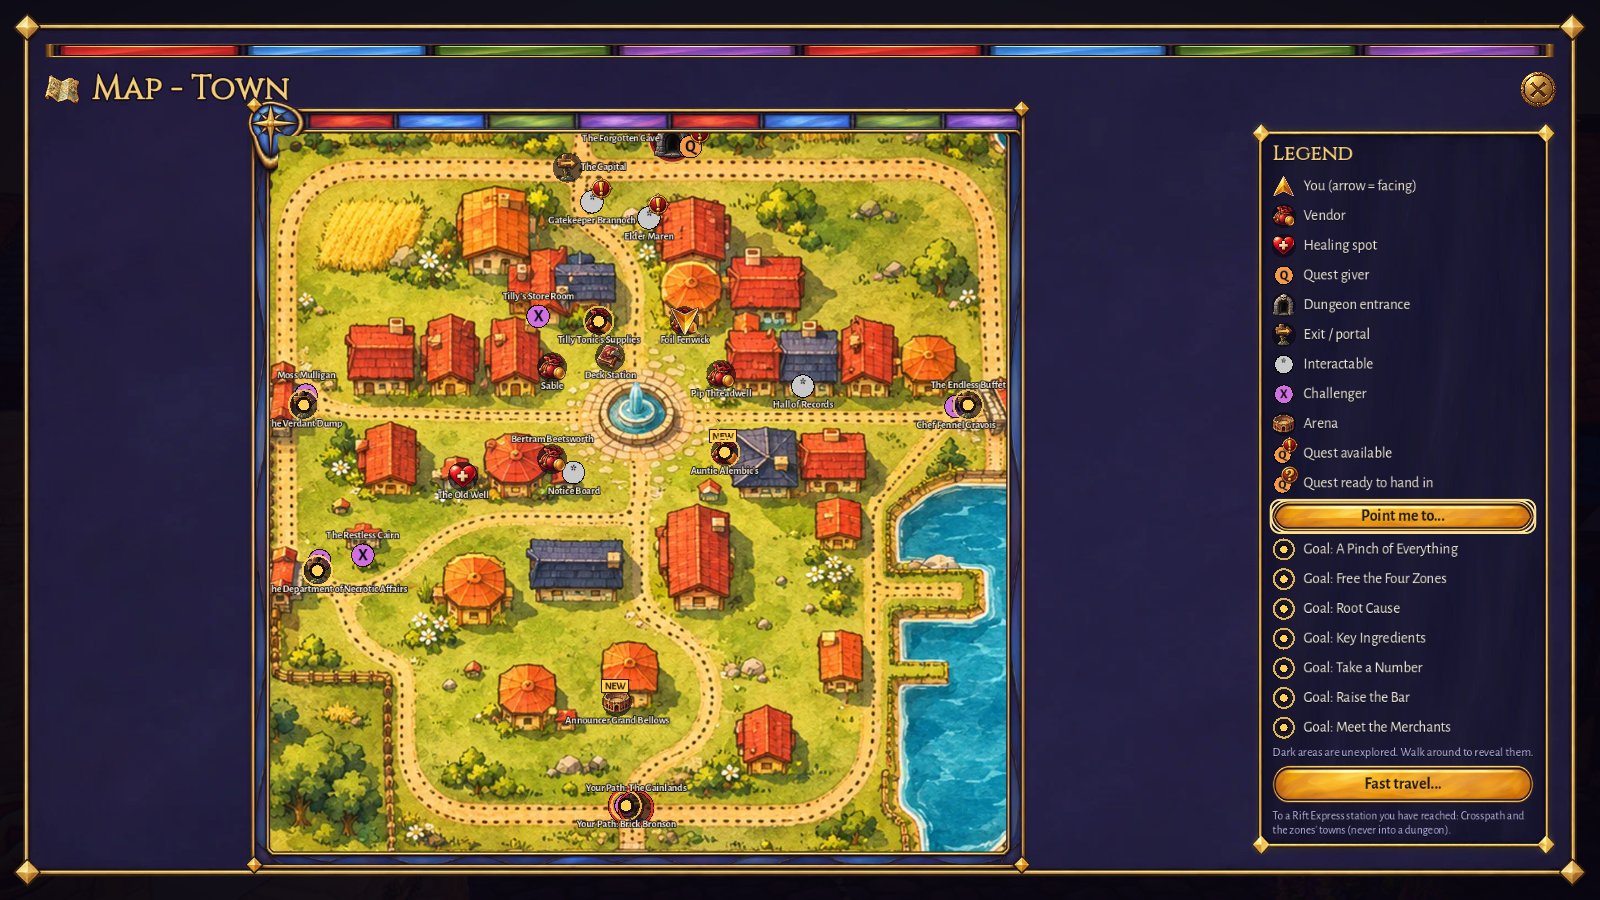 Map - Town
The Forgotten Cave
Q
The Capital
Gatekeeper Brannoch
Elder Maren
Tilly's Store Room
X
Tilly Tonic's Supplies
Foil Fenwick
Deck Station
Sable
Moss Mulligan
Pip Threadwell
Hall of Records
The Endless Buffet
he Verdant Dump
Chef Fennel Gravois
Bertram Beetsworth
NEW
Auntie Alembic's
The Old Well
Notice Board
The Restless Cairn
X
he Department of Necrotic Affairs
NEW
Announcer Grand Bellows
Your Path: The Gainlands
Your Path: Brick Bronson
Legend
You (arrow = facing)
Vendor
Healing spot
Q Quest giver
Dungeon entrance
Exit / portal
Interactable
X Challenger
Arena
Quest available
Quest ready to hand in
Point me to...
Goal: A Pinch of Everything
Goal: Free the Four Zones
Goal: Root Cause
Goal: Key Ingredients
Goal: Take a Number
Goal: Raise the Bar
Goal: Meet the Merchants
Dark areas are unexplored. Walk around to reveal them.
Fast travel...
To a Rift Express station you have reached: Crosspath and
the zones' towns (never into a dungeon).